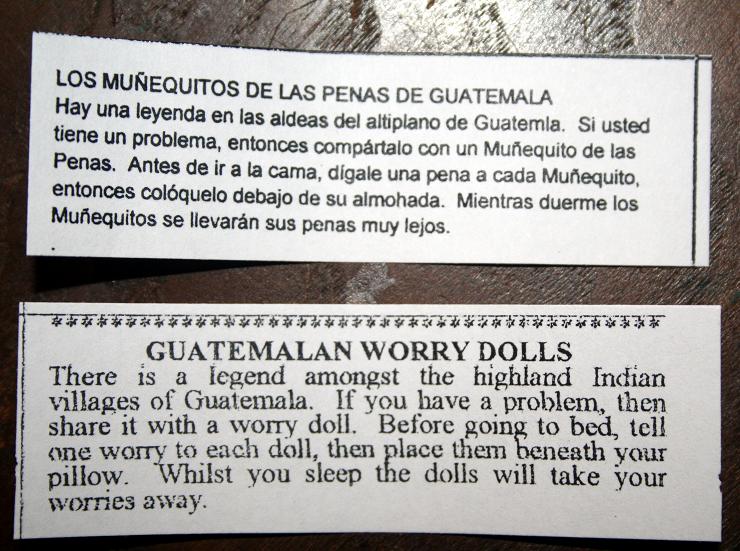 LOS MUÑEQUITOS DE LAS PENAS DE GUATEMALA
Hay una leyenda en las aldeas del altiplano de Guatemla. Si usted
tiene un problema, entonces compártalo con un Muñequito de las
Penas. Antes de ir a la cama, dígale una pena a cada Muñequito,
entonces colóquelo debajo de su almohada. Mientras duerme los
Muñequitos se llevarán sus penas muy lejos.
GUATEMALAN WORRY DOLLS
There is a legend amongst the highland Indian
villages of Guatemala. If you have a problem, then
share it with a worry doll. Before going to bed, tell
one worry to each doll, then place them beneath your
pillow. Whilst you sleep the dolls will take your
worries away.